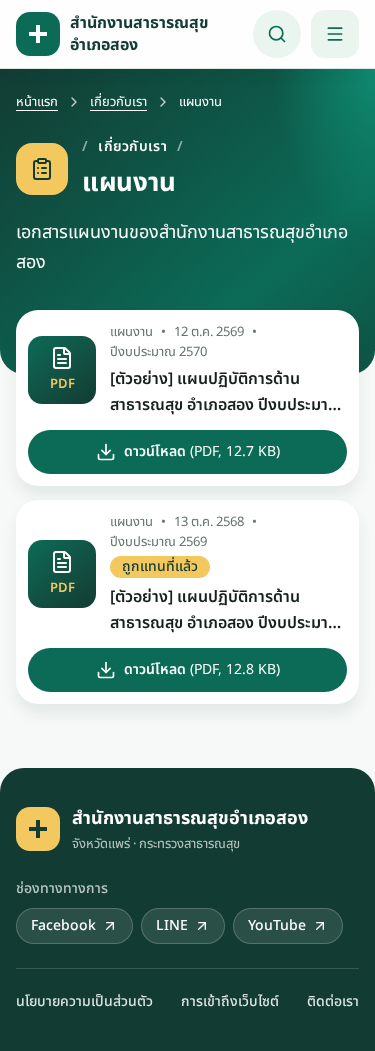 สำนักงานสาธารณสุข
อำเภอสอง
หน้าแรก > เกี่ยวกับเรา > แผนงาน
/ เกี่ยวกับเรา /
แผนงาน
เอกสารแผนงานของสำนักงานสาธารณสุขอำเภอ
สอง
แผนงาน • 12 ต.ค. 2569 •
ปีงบประมาณ 2570
PDF
[ตัวอย่าง] แผนปฏิบัติการด้าน
สาธารณสุข อำเภอสอง ปีงบประมา...
ดาวน์โหลด (PDF, 12.7 KB)
แผนงาน • 13 ต.ค. 2568 •
ปีงบประมาณ 2569
ถูกแทนที่แล้ว
PDF
[ตัวอย่าง] แผนปฏิบัติการด้าน
สาธารณสุข อำเภอสอง ปีงบประมา...
ดาวน์โหลด (PDF, 12.8 KB)
สำนักงานสาธารณสุขอำเภอสอง
จังหวัดแพร่ · กระทรวงสาธารณสุข
ช่องทางทางการ
Facebook LINE YouTube
นโยบายความเป็นส่วนตัว การเข้าถึงเว็บไซต์ ติดต่อเรา